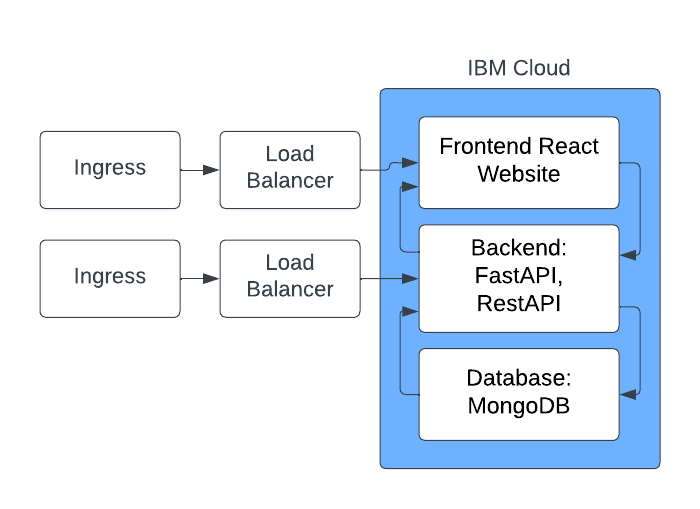 IBM Cloud
Ingress
Load
Balancer
Frontend React
Website
Ingress
Load
Balancer
Backend:
FastAPI,
RestAPI
Database:
MongoDB